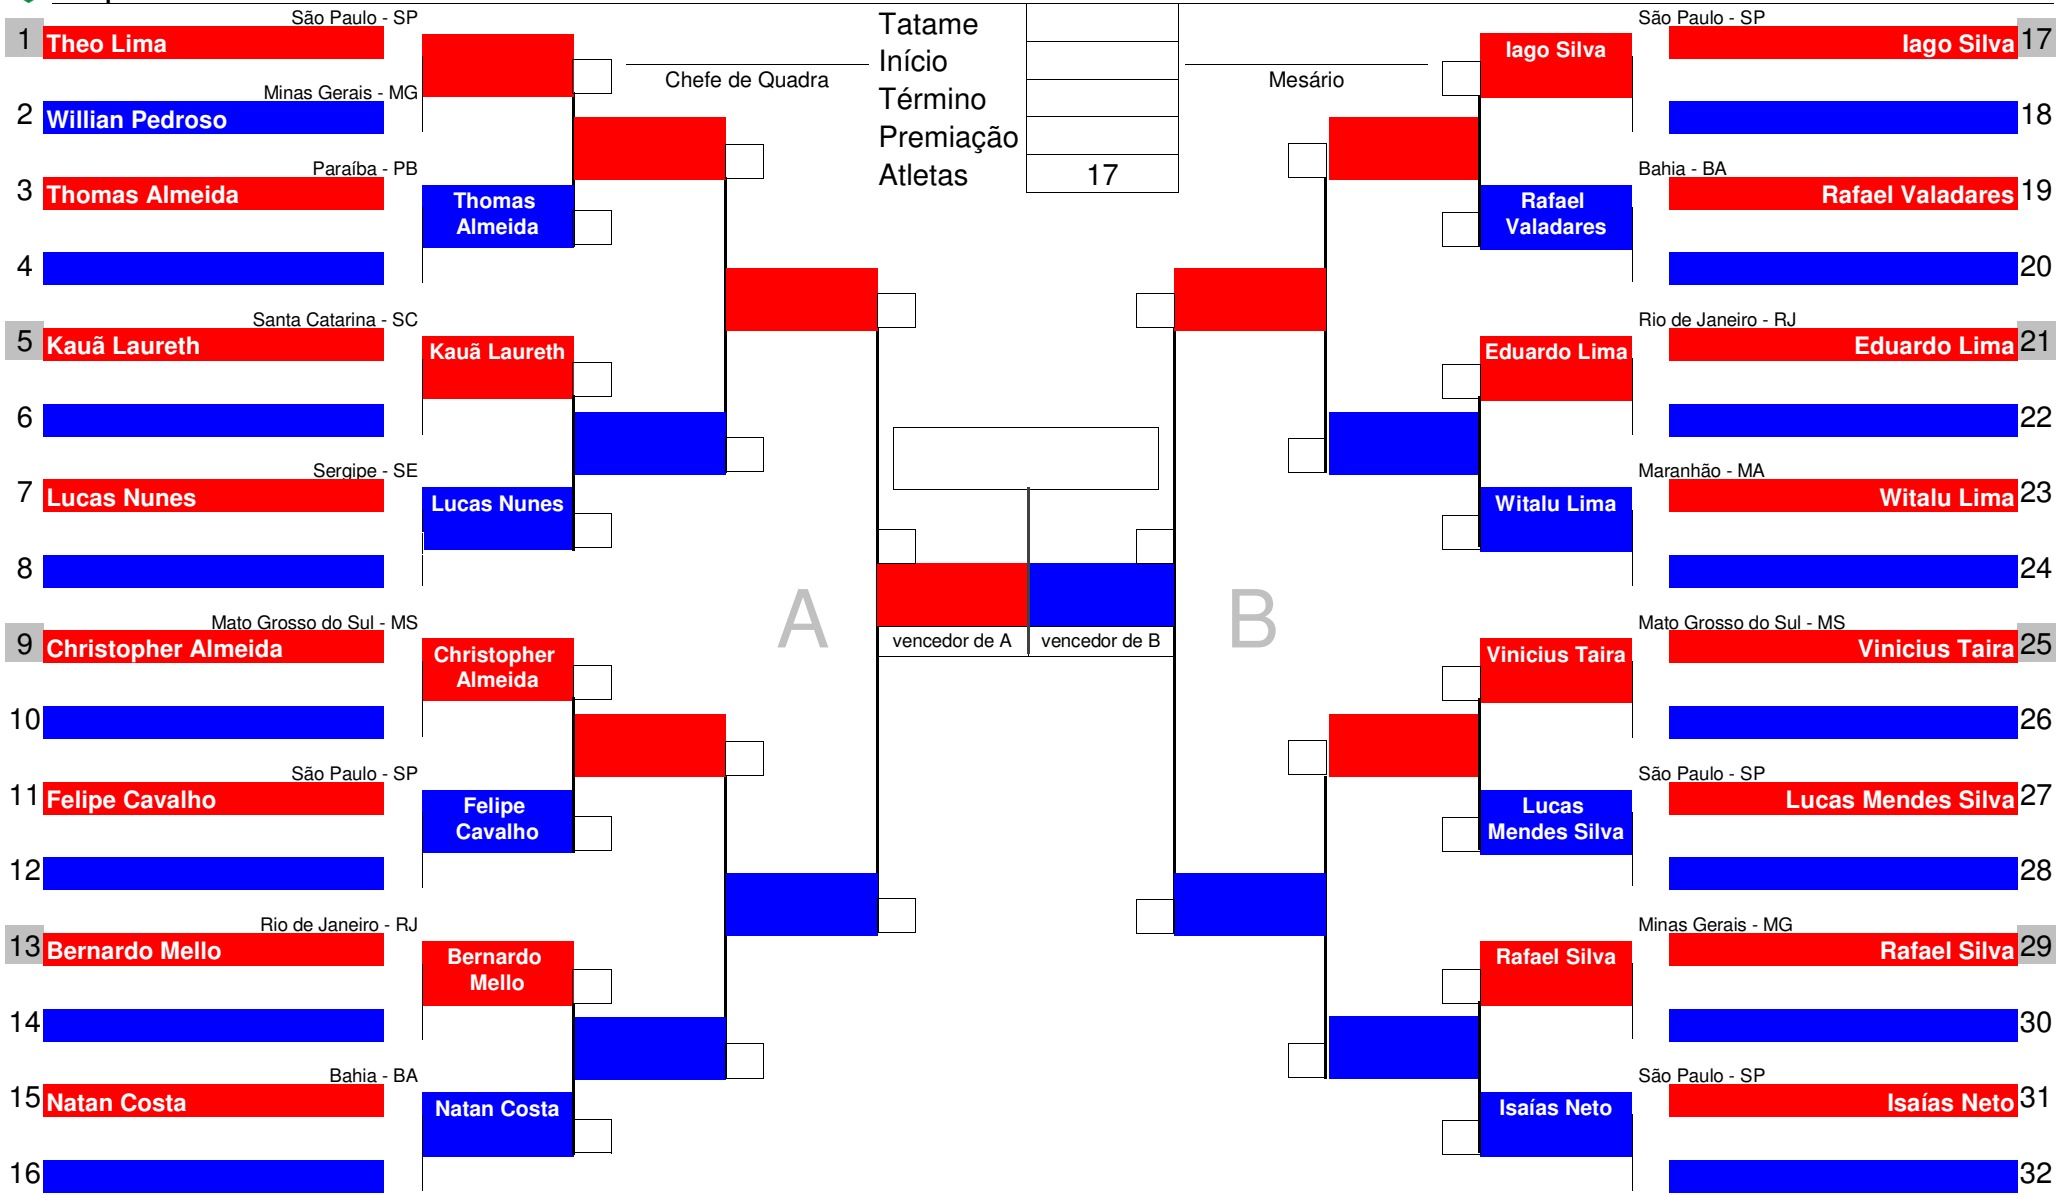 São Paulo - SP
1 Theo Lima
Minas Gerais - MG
2 Willian Pedroso
Paraíba - PB
3 Thomas Almeida
4
Santa Catarina - SC
5 Kauã Laureth
6
Sergipe - SE
7 Lucas Nunes
8
Mato Grosso do Sul - MS
9 Christopher Almeida
10
São Paulo - SP
11 Felipe Cavalho
12
Rio de Janeiro - RJ
13 Bernardo Mello
14
Bahia - BA
15 Natan Costa
16
Thomas
Almeida
Kauã Laureth
Lucas Nunes
Christopher
Almeida
Felipe
Cavalho
Bernardo
Mello
Natan Costa
Chefe de Quadra
Tatame
Início
Término
Premiação
Atletas 17
Mesário
A
B
vencedor de A
vencedor de B
Iago Silva
Rafael
Valadares
Eduardo Lima
Witalu Lima
Vinicius Taira
Lucas
Mendes Silva
Rafael Silva
Isaías Neto
São Paulo - SP
Iago Silva 17
18
Bahia - BA
Rafael Valadares 19
20
Rio de Janeiro - RJ
Eduardo Lima 21
22
Maranhão - MA
Witalu Lima 23
24
Mato Grosso do Sul - MS
Vinicius Taira 25
26
São Paulo - SP
Lucas Mendes Silva 27
28
Minas Gerais - MG
Rafael Silva 29
30
São Paulo - SP
Isaías Neto 31
32